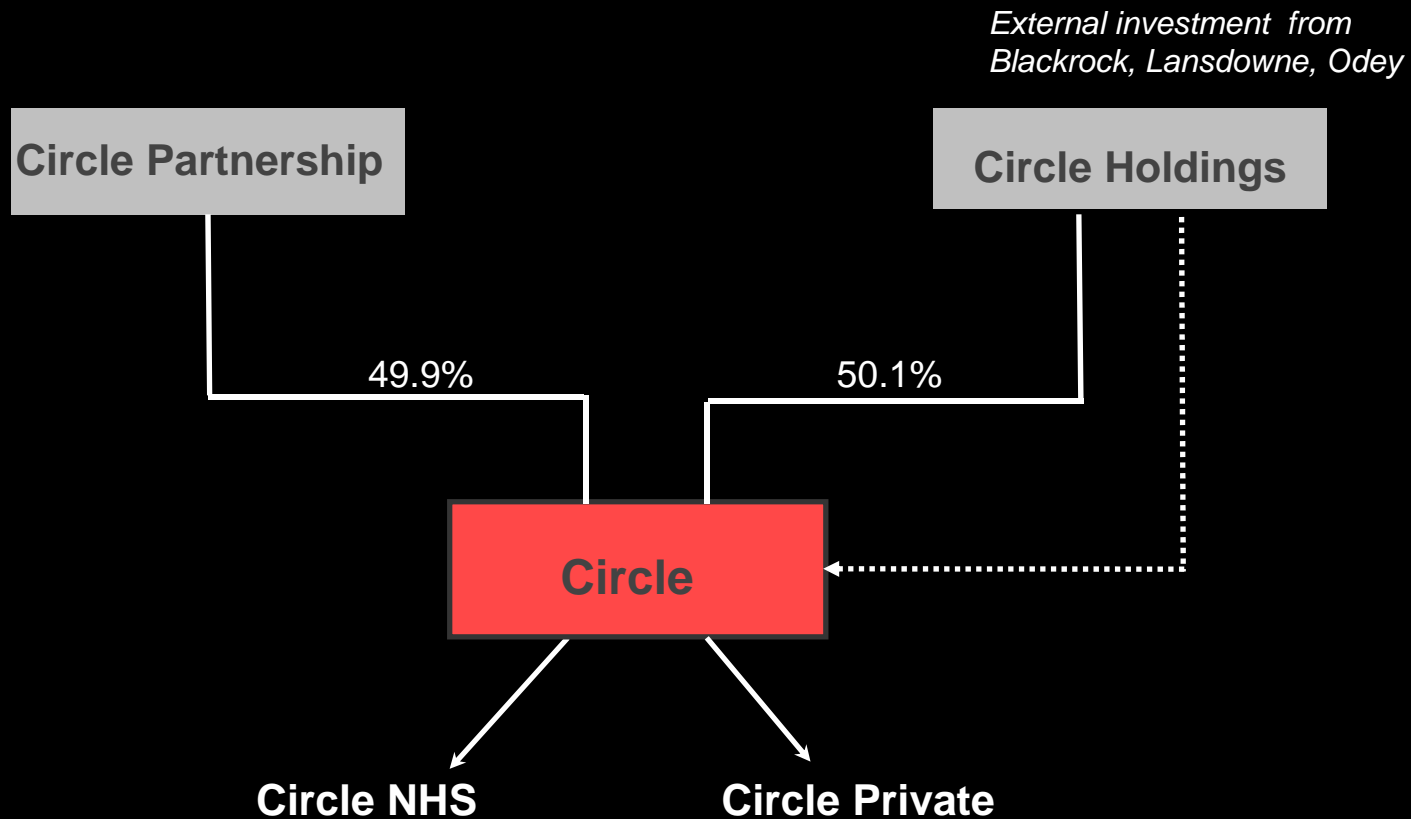 External investment from
Blackrock, Lansdowne, Odey
Circle Partnership
Circle Holdings
49.9%
50.1%
Circle
Circle NHS
Circle Private